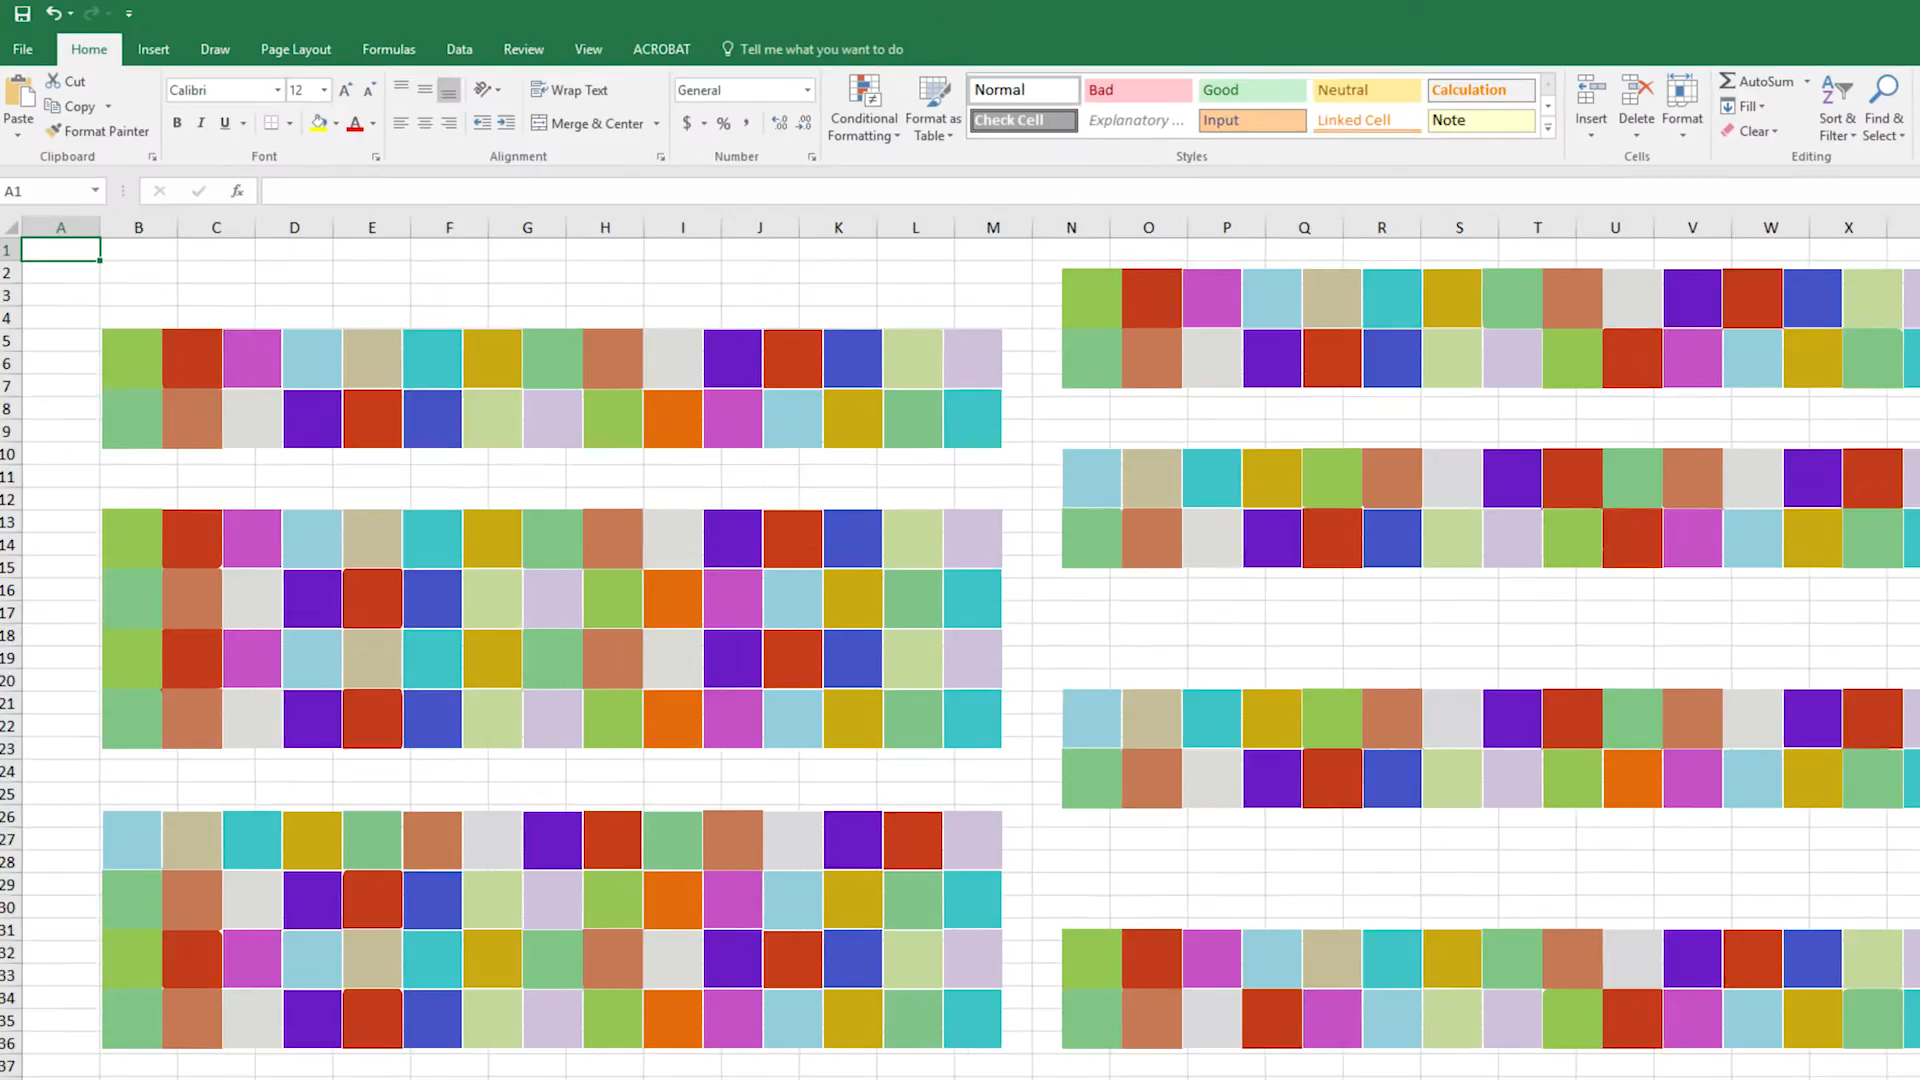 File Home Insert Draw Page Layout Formulas Data Review View ACROBAT Tell me what you want to do
Paste
Cut
Copy
Format Painter
Clipboard
Calibri 12 A A
B I U A
Font
Wrap Text
Merge & Center
Alignment
General
$ % ,
Number
Conditional
Formatting
Format as
Table
Normal Bad Good Neutral Calculation
Check Cell Explanatory ... Input Linked Cell Note
Styles
Insert Delete Format
Cells
AutoSum
Fill
Clear
Sort &
Filter
Find &
Select
Editing
A1 fx
A B C D E F G H I J K L M N O P Q R S T U V W X
1
2
3
4
5
6
7
8
9
10
11
12
13
14
15
16
17
18
19
20
21
22
23
24
25
26
27
28
29
30
31
32
33
34
35
36
37